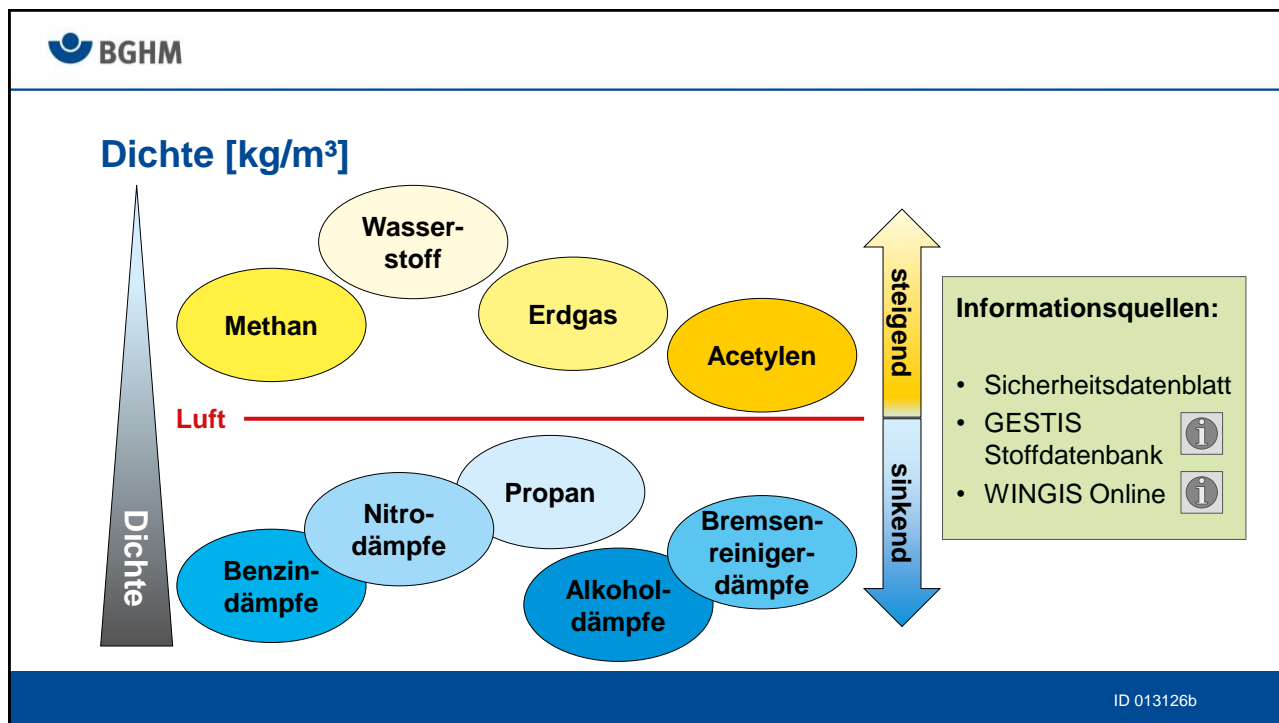 BGHM
Dichte [kg/m³]
Wasser-
stoff
Methan
Erdgas
Acetylen
steigend
Luft
Propan
Nitro-
dämpfe
Bremsen-
reiniger-
dämpfe
Benzin-
dämpfe
Alkohol-
dämpfe
sinkend
Dichte
Informationsquellen:
• Sicherheitsdatenblatt
• GESTIS
Stoffdatenbank
• WINGIS Online
ID 013126b